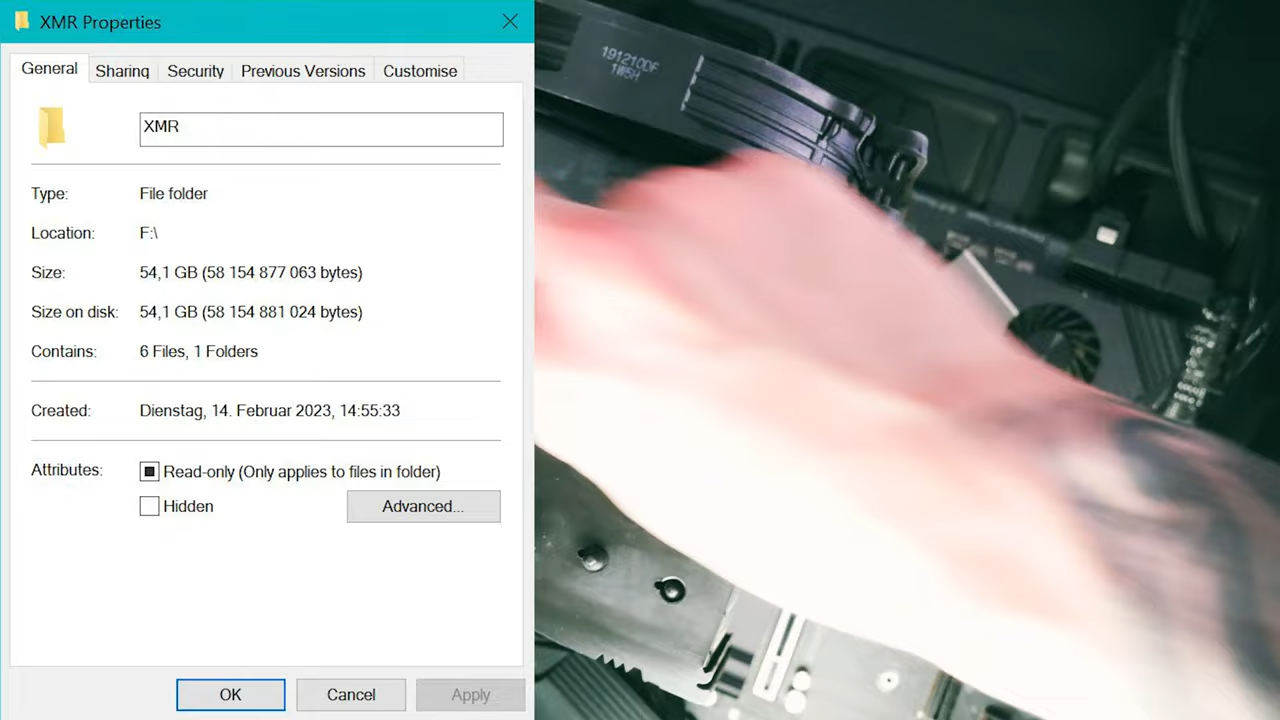 XMR Properties
General Sharing Security Previous Versions Customise
XMR
Type: File folder
Location: F:\
Size: 54,1 GB (58 154 877 063 bytes)
Size on disk: 54,1 GB (58 154 881 024 bytes)
Contains: 6 Files, 1 Folders
Created: Dienstag, 14. Februar 2023, 14:55:33
Attributes: Read-only (Only applies to files in folder)
Hidden Advanced...
OK Cancel Apply
191210DF
1W5H